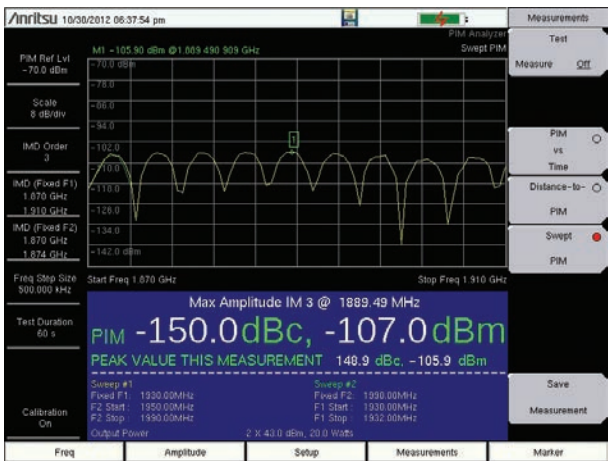 /Inritsu 10/30/2012 06:37:54 pm
Measurements
PIM Analyzer
M1 -105.90 dBm @1.889 490 909 GHz
Swept PIM
PIM Ref Lvl
-70.0 dBm
Scale
8 dB/div
IMD Order
3
IMD (Fixed F1)
1.870 GHz
1.910 GHz
IMD (Fixed F2)
1.870 GHz
1.874 GHz
Freq Step Size
500.000 kHz
Test Duration
60 s
Calibration
On
-70.0 dBm
-78.0
-86.0
-94.0
-102.0
-110.0
-118.0
-126.0
-134.0
-142.0 dBm
1
Start Freq 1.870 GHz
Stop Freq 1.910 GHz
Max Amplitude IM 3 @ 1889.49 MHz
PIM -150.0dBc, -107.0dBm
PEAK VALUE THIS MEASUREMENT 148.9 dBc, -105.9 dBm
Sweep #1
Fixed F1: 1930.00MHz
F2 Start: 1950.00MHz
F2 Stop: 1990.00MHz
Sweep #2
Fixed F2: 1990.00MHz
F1 Start: 1930.00MHz
F1 Stop: 1932.00MHz
Output Power 2 X 43.0 dBm, 20.0 Watts
Test
Measure Off
PIM
vs
Time
Distance-to-
PIM
Swept
PIM
Save
Measurement
Freq
Amplitude
Setup
Measurements
Marker